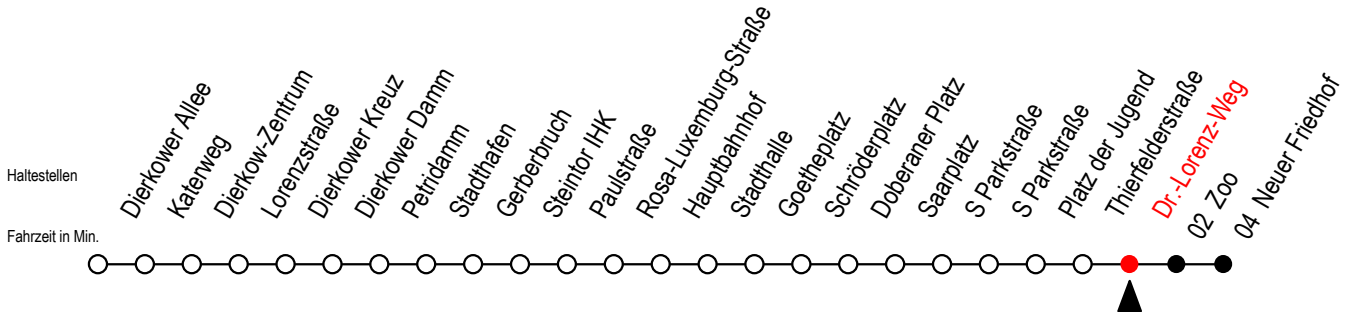 Haltestellen
Fahrzeit in Min.
Dierkower Allee
Katerweg
Dierkow-Zentrum
Lorenzstraße
Dierkower Kreuz
Dierkower Damm
Petridamm
Stadthafen
Gerberbruch
Steintor IHK
Paulstraße
Rosa-Luxemburg-Straße
Hauptbahnhof
Stadthalle
Goetheplatz
Schröderplatz
Doberaner Platz
Saarplatz
S Parkstraße
S Parkstraße
Platz der Jugend
Thierfelderstraße
Dr.-Lorenz-Weg
02 Zoo
04 Neuer Friedhof